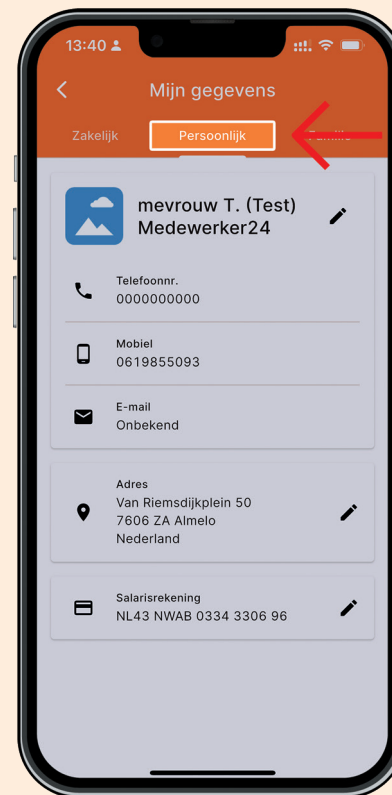 13:40
Mijn gegevens
Zakelijk
Persoonlijk
Familie
mevrouw T. (Test)
Medewerker24
Telefoonnr.
0000000000
Mobiel
0619855093
E-mail
Onbekend
Adres
Van Riemsdijkplein 50
7606 ZA Almelo
Nederland
Salarisrekening
NL43 NWAB 0334 3306 96